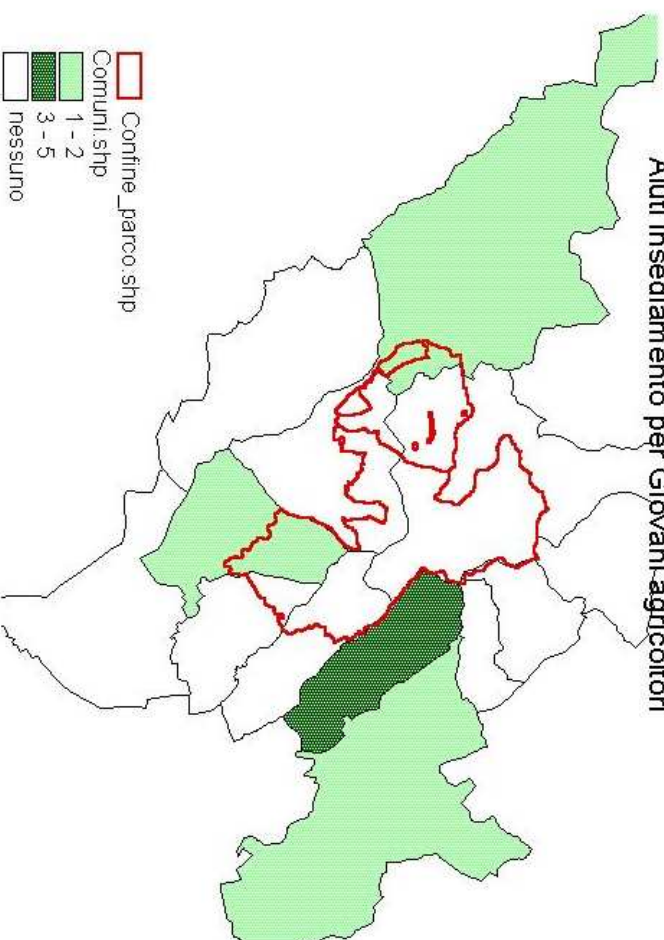 Aiuti insediamento per Giovani agricoltori
Confine_parco.shp
Comuni.shp
1 - 2
3 - 5
nessuno